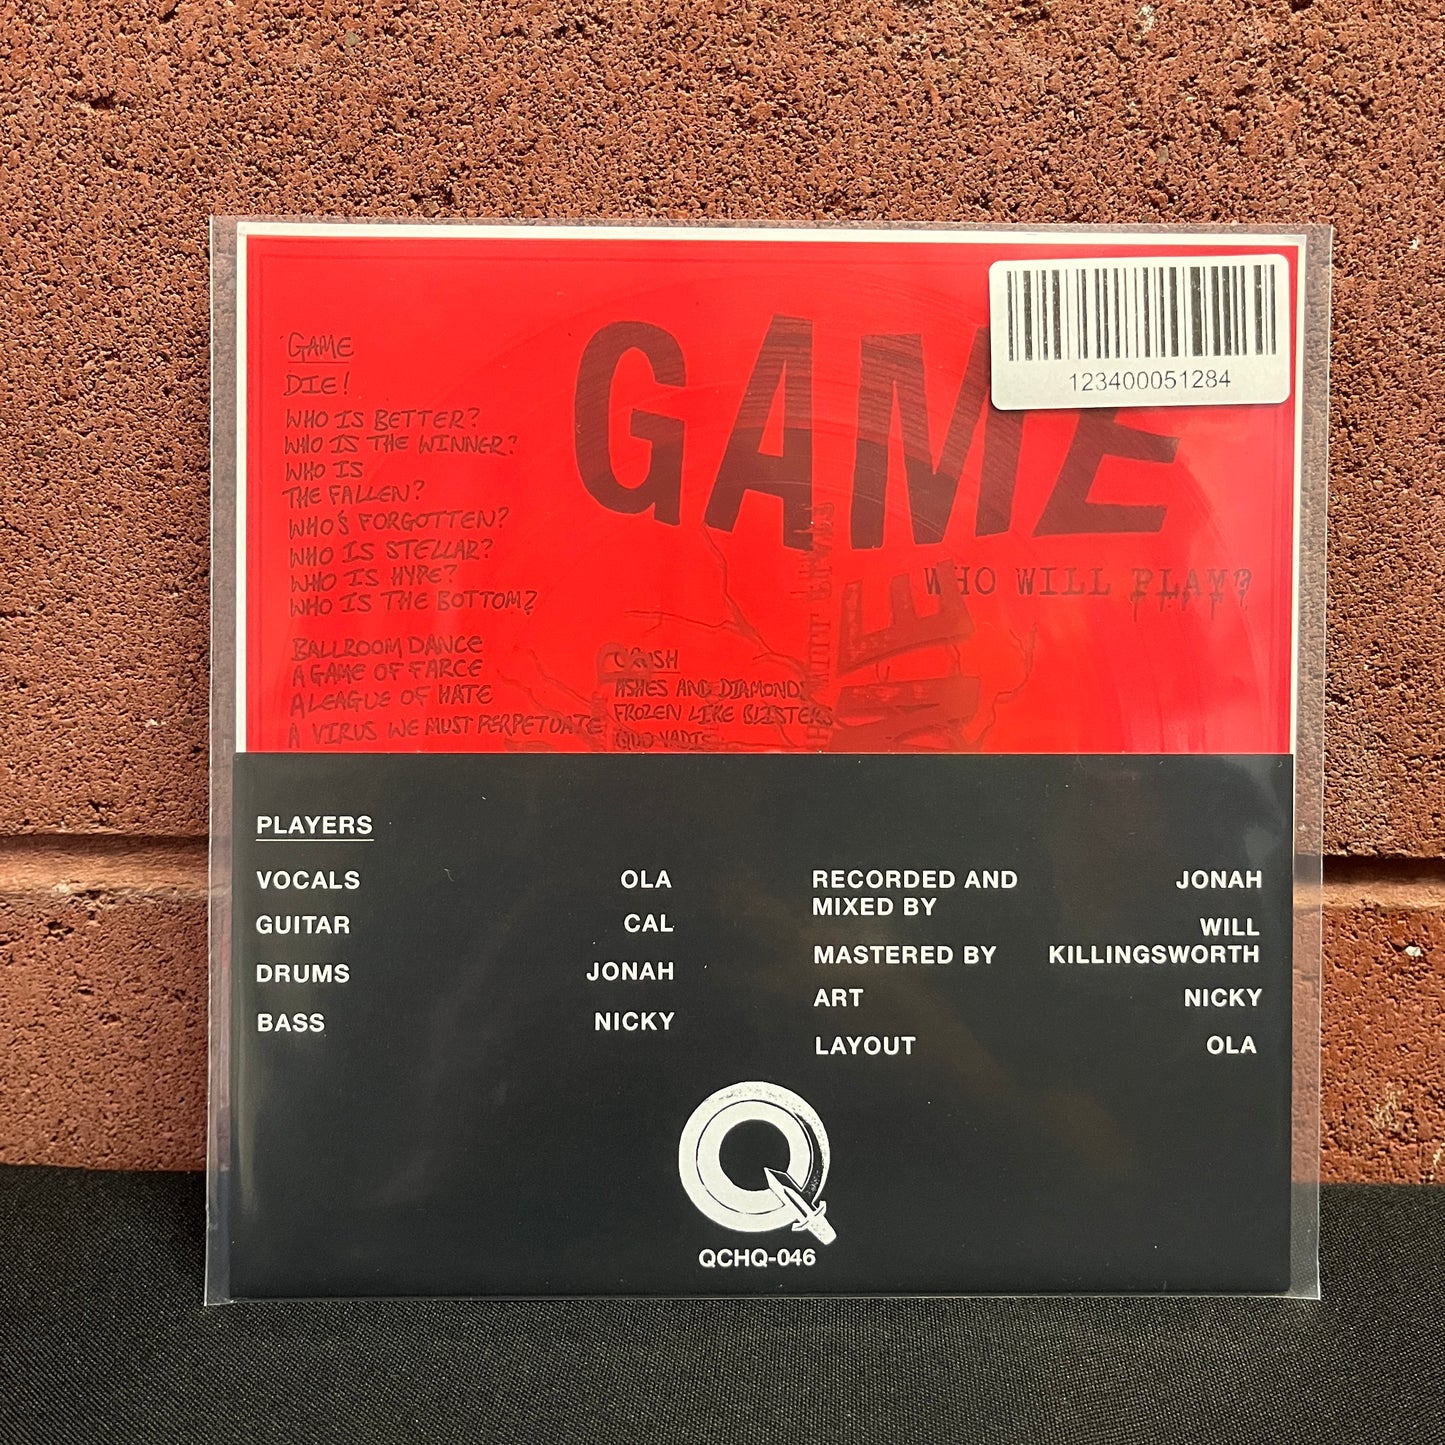 GAME
DIE!
WHO IS BETTER?
WHO IS THE WINNER?
WHO IS
THE FALLEN?
WHO'S FORGOTTEN?
WHO IS STELLAR?
WHO IS HYPE?
WHO IS THE BOTTOM?
BALLROOM DANCE
A GAME OF FARCE
A LEAGUE OF HATE
A VIRUS WE MUST PERPETUATE
CRUSH
ASHES AND DIAMONDS
FROZEN LIKE BLISTERS
QUO VADIS
GAME
WHO WILL PLAY?
123400051284
PLAYERS
VOCALS OLA
GUITAR CAL
DRUMS JONAH
BASS NICKY
RECORDED AND JONAH
MIXED BY
WILL
MASTERED BY KILLINGSWORTH
ART NICKY
LAYOUT OLA
QCHQ-046